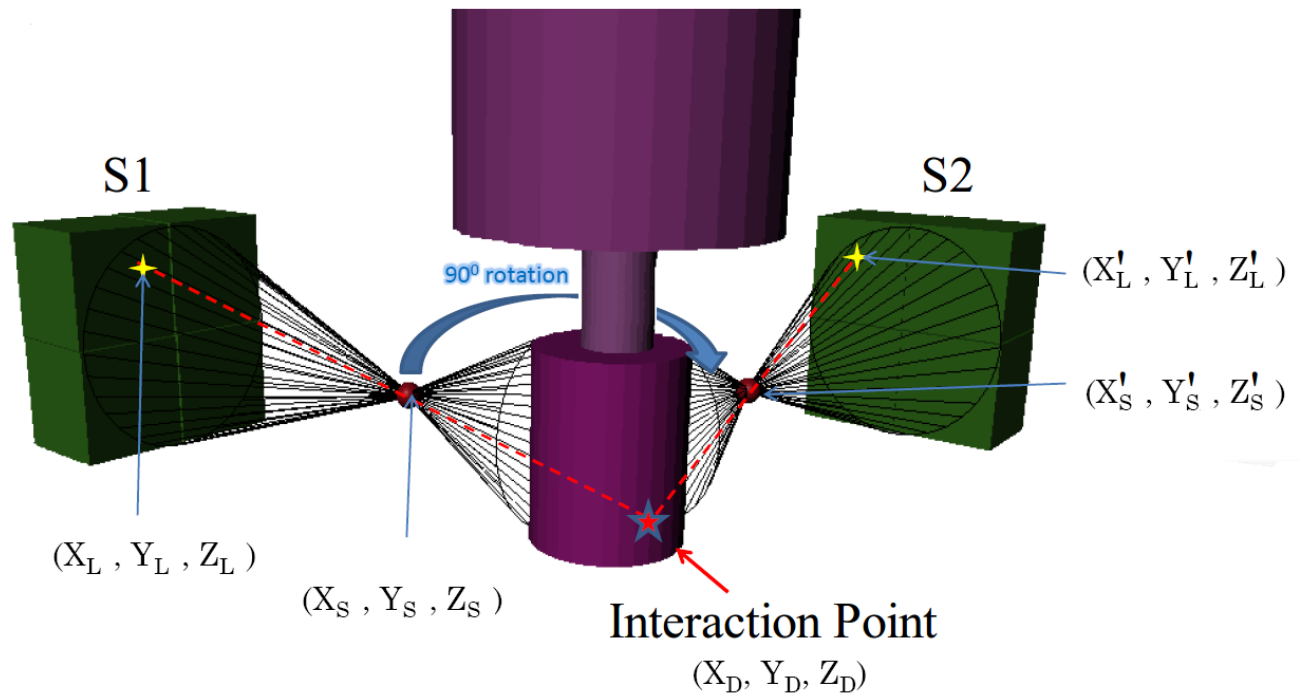 S1
S2
90⁰ rotation
(X'L , Y'L , Z'L )
(X'S , Y'S , Z'S )
(XL , YL , ZL )
(XS , YS , ZS )
Interaction Point
(XD, YD, ZD)